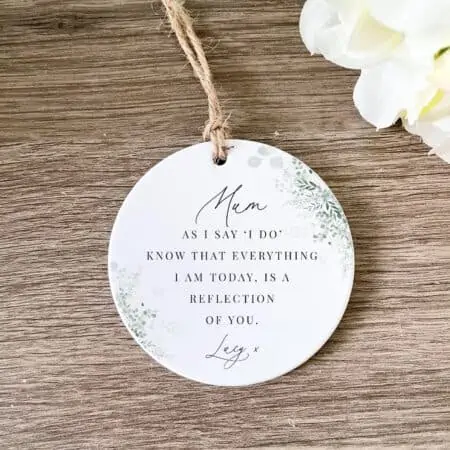 Mum
AS I SAY ‘I DO’
KNOW THAT EVERYTHING
I AM TODAY, IS A
REFLECTION
OF YOU.
Lucy x